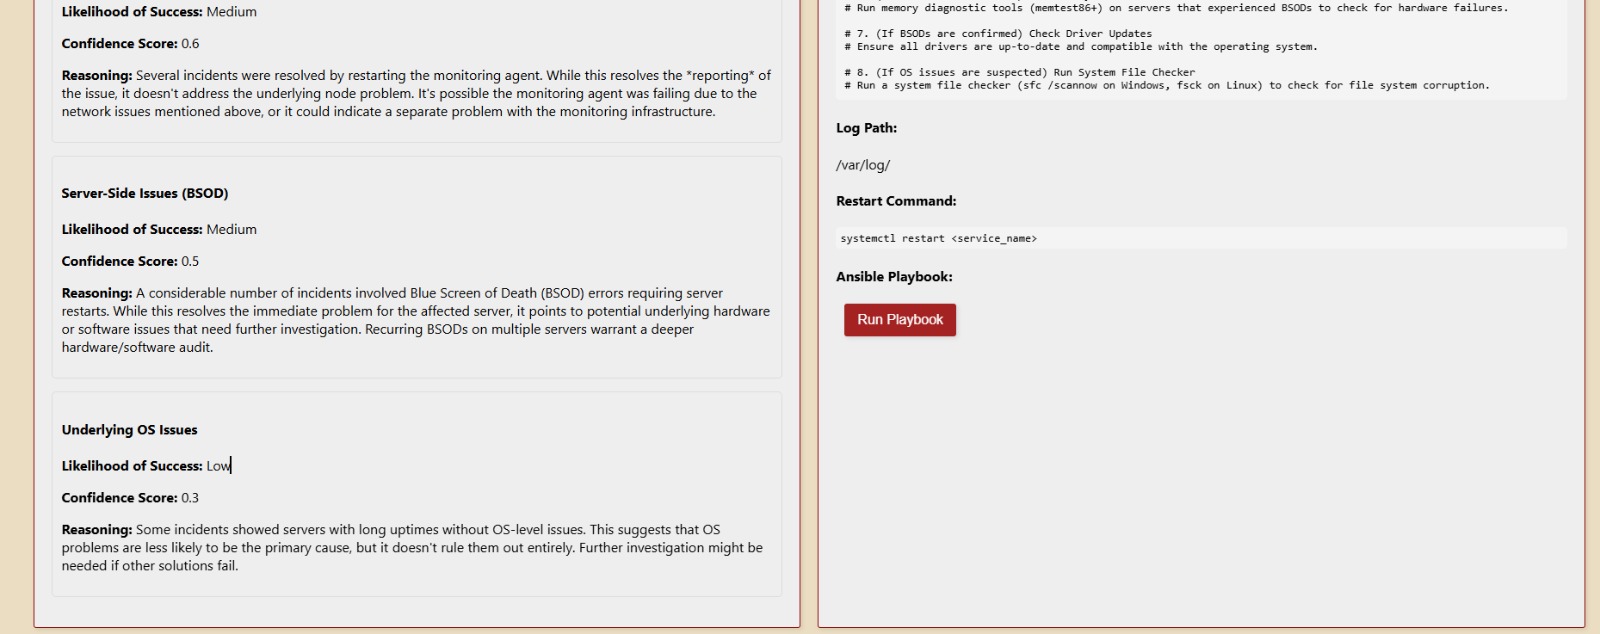 Likelihood of Success: Medium
Confidence Score: 0.6
Reasoning: Several incidents were resolved by restarting the monitoring agent. While this resolves the *reporting* of
the issue, it doesn't address the underlying node problem. It's possible the monitoring agent was failing due to the
network issues mentioned above, or it could indicate a separate problem with the monitoring infrastructure.
Server-Side Issues (BSOD)
Likelihood of Success: Medium
Confidence Score: 0.5
Reasoning: A considerable number of incidents involved Blue Screen of Death (BSOD) errors requiring server
restarts. While this resolves the immediate problem for the affected server, it points to potential underlying hardware
or software issues that need further investigation. Recurring BSODs on multiple servers warrant a deeper
hardware/software audit.
Underlying OS Issues
Likelihood of Success: Low
Confidence Score: 0.3
Reasoning: Some incidents showed servers with long uptimes without OS-level issues. This suggests that OS
problems are less likely to be the primary cause, but it doesn't rule them out entirely. Further investigation might be
needed if other solutions fail.
# Run memory diagnostic tools (memtest86+) on servers that experienced BSODs to check for hardware failures.
# 7. (If BSODs are confirmed) Check Driver Updates
# Ensure all drivers are up-to-date and compatible with the operating system.
# 8. (If OS issues are suspected) Run System File Checker
# Run a system file checker (sfc /scannow on Windows, fsck on Linux) to check for file system corruption.
Log Path:
/var/log/
Restart Command:
systemctl restart <service_name>
Ansible Playbook:
Run Playbook